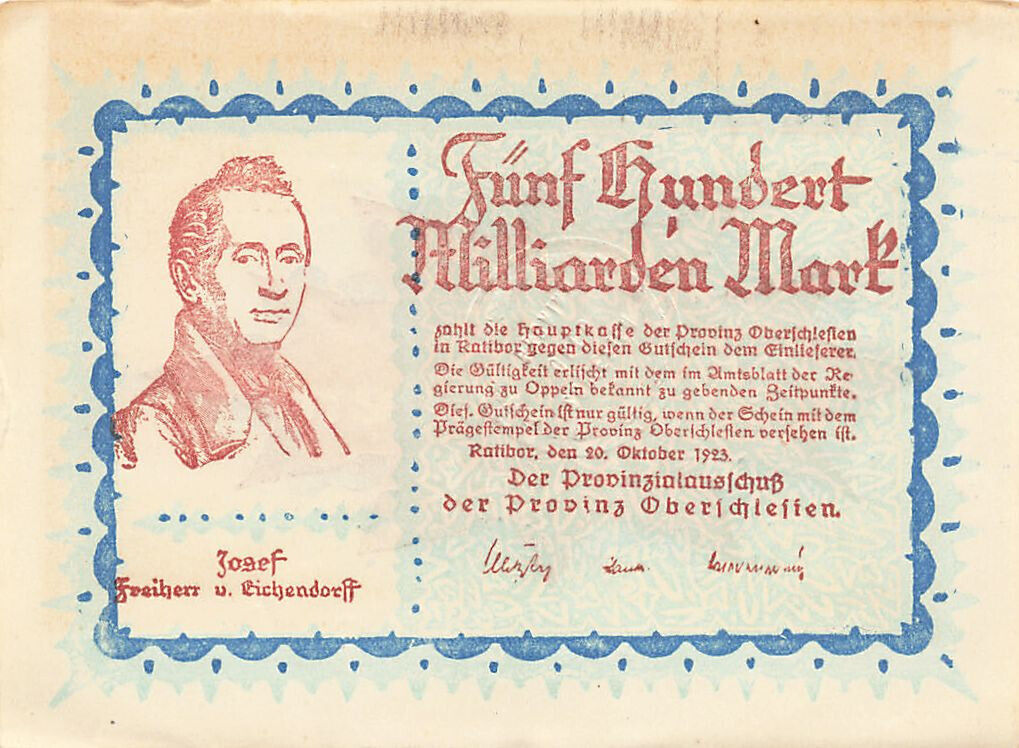 Fünf Hundert
Milliarden Mark
zahlt die Hauptkasse der Provinz Oberschlesien
in Ratibor gegen diesen Gutschein dem Einlieferer.
Die Gültigkeit erlischt mit dem im Amtsblatt der Re-
gierung zu Oppeln bekannt zu gebenden Zeitpunkte.
Dies. Gutschein ist nur gültig, wenn der Schein mit dem
Prägestempel der Provinz Oberschlesien versehen ist.
Ratibor, den 20. Oktober 1923.
Der Provinzialausschuß
der Provinz Oberschlesien.
Josef
Freiherr v. Eichendorff